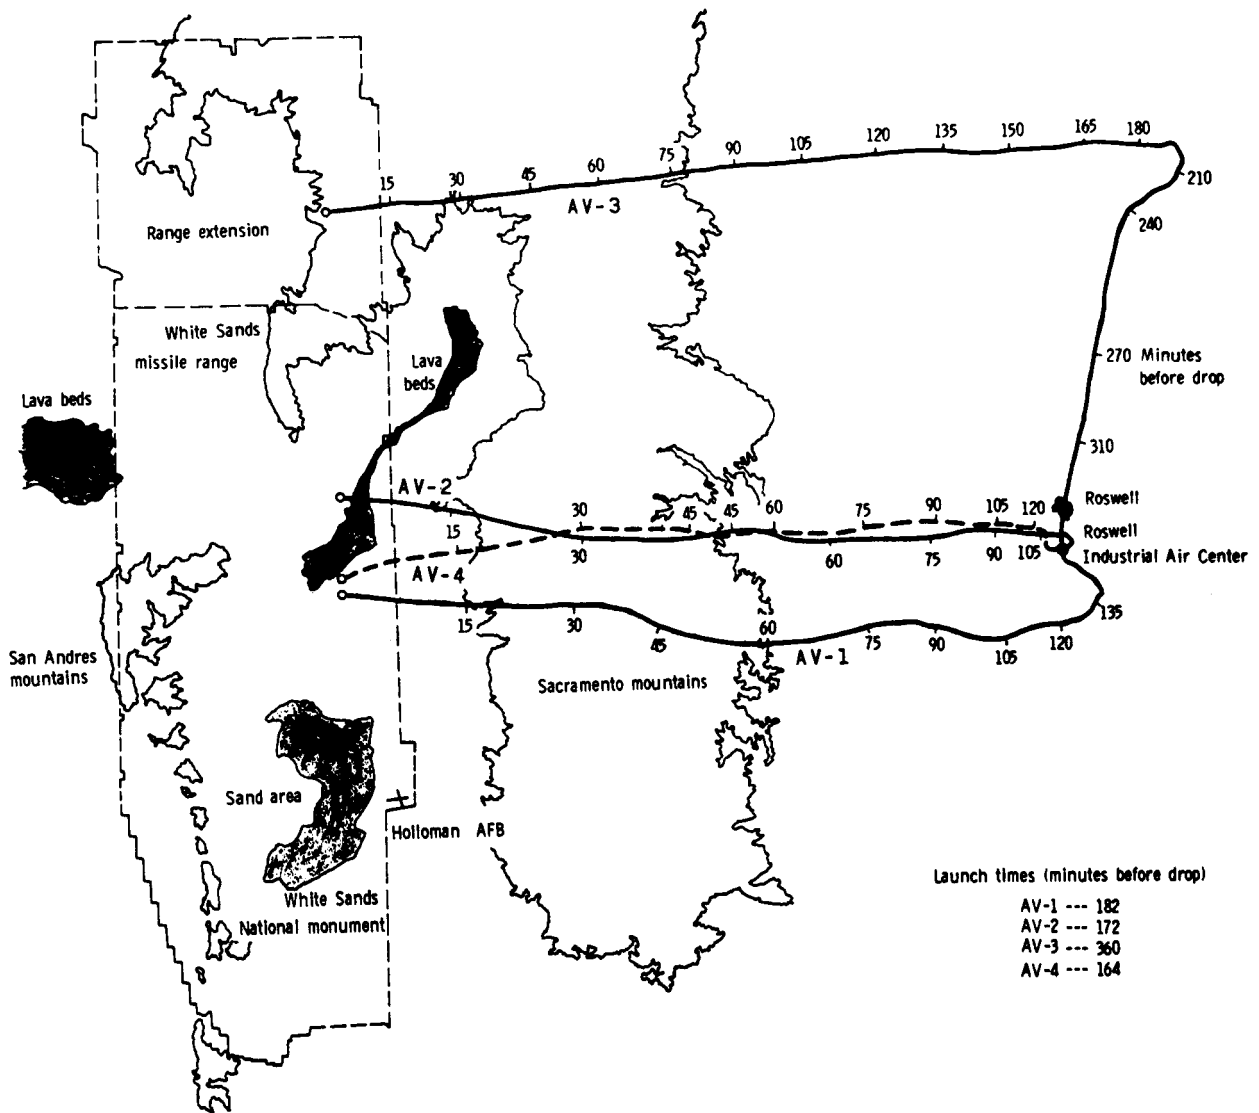 15
30
45
60
75
90
105
120
135
150
165
180
210
240
AV-3
Range extension
White Sands
missile range
Lava
beds
Lava beds
270 Minutes
before drop
310
Roswell
Roswell
Industrial Air Center
AV-2
30
45
45
60
75
90
105
120
15
30
60
75
90
105
AV-4
15
30
45
60
75
90
105
120
135
AV-1
San Andres
mountains
Sacramento mountains
Sand area
Holloman AFB
White Sands
National monument
Launch times (minutes before drop)
AV-1 --- 182
AV-2 --- 172
AV-3 --- 360
AV-4 --- 164